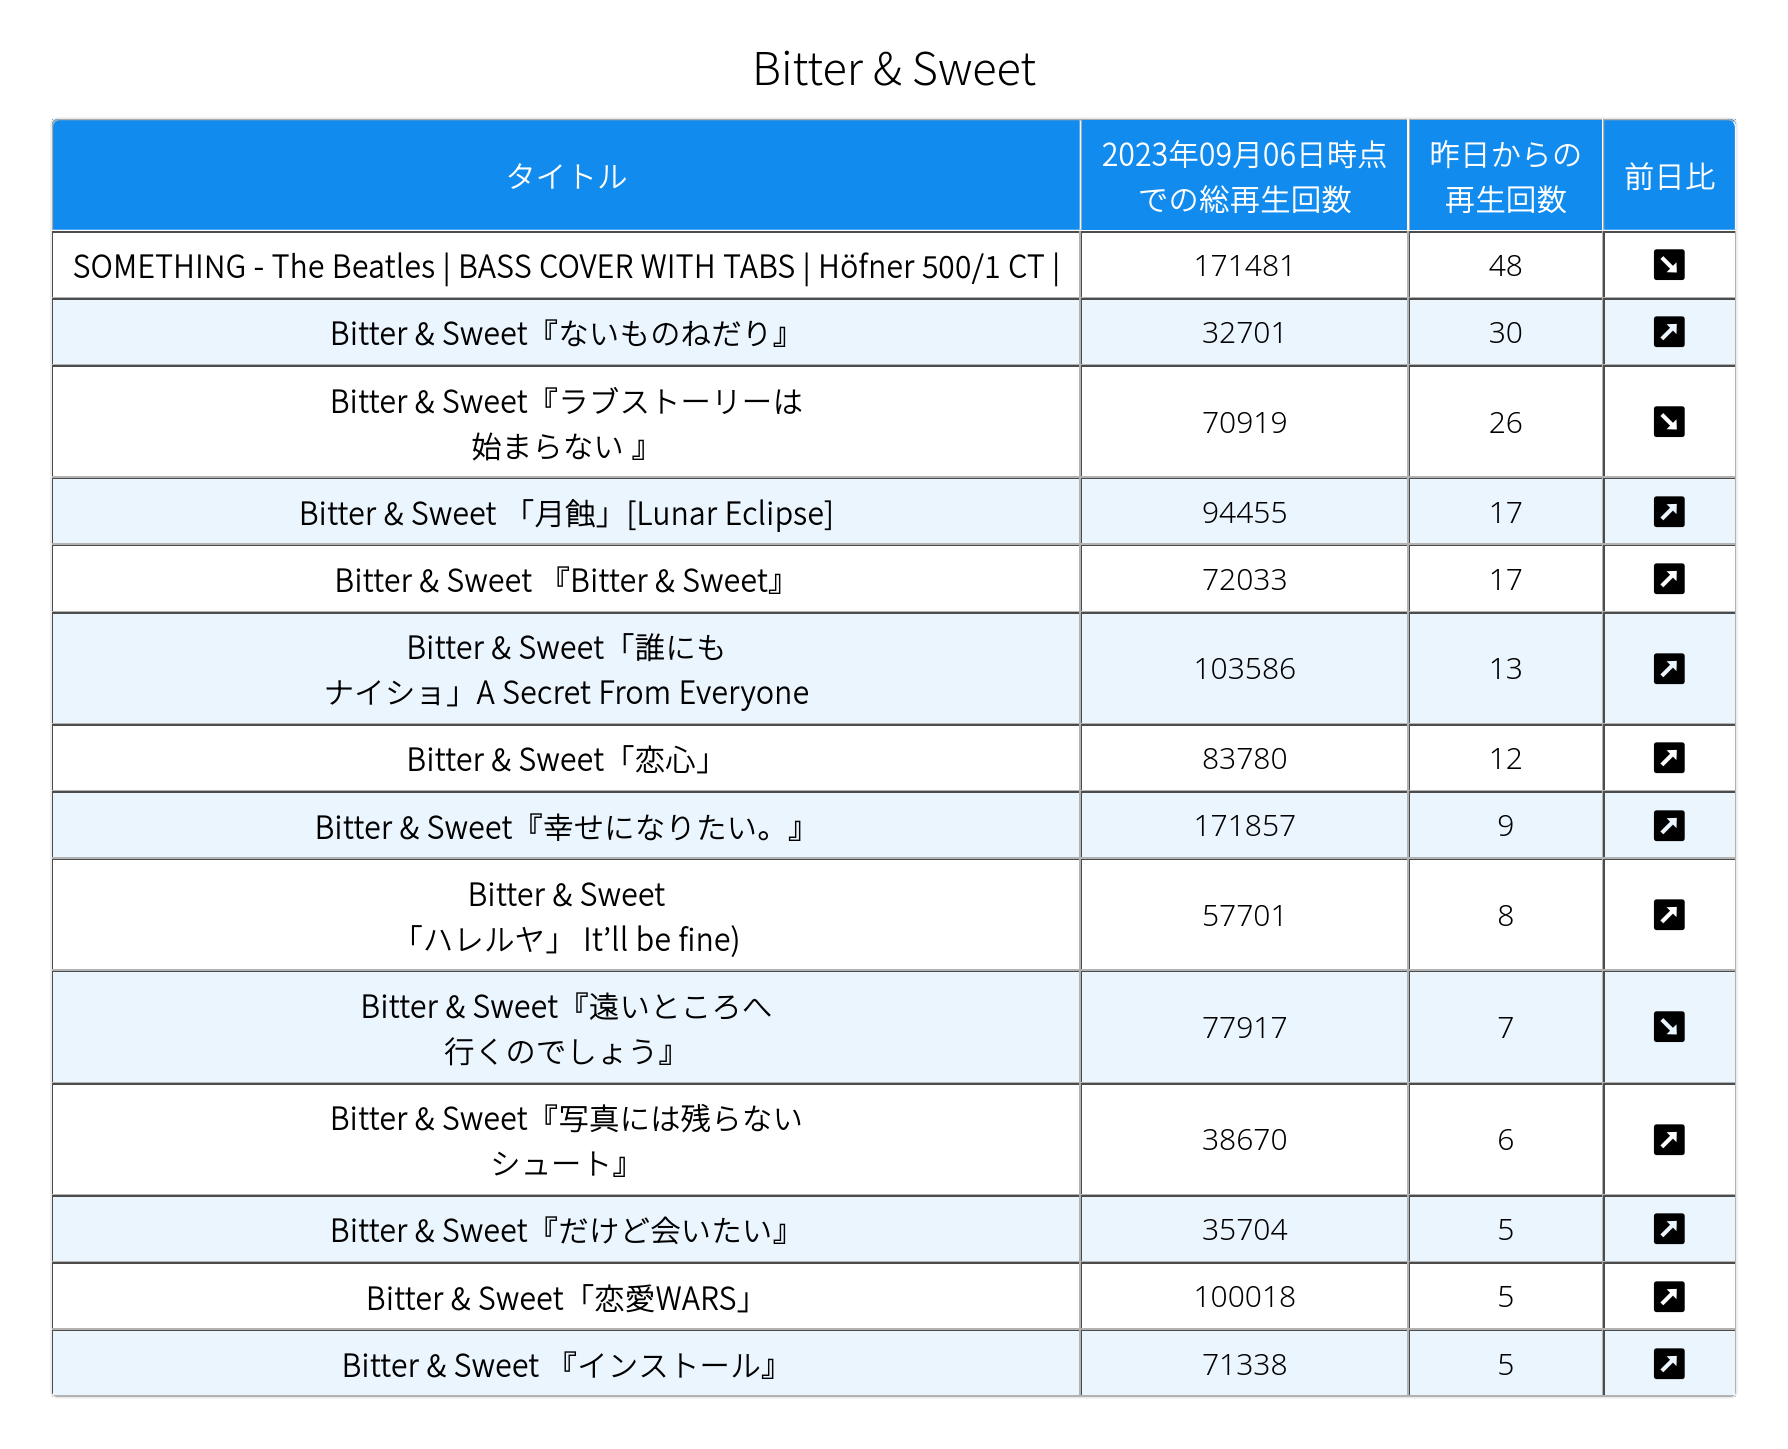 Bitter & Sweet
タイトル
2023年09月06日時点
での総再生回数
昨日からの
再生回数
前日比
SOMETHING - The Beatles | BASS COVER WITH TABS | Höfner 500/1 CT |
171481
48
Bitter & Sweet『ないものねだり』
32701
30
Bitter & Sweet『ラブストーリーは
始まらない 』
70919
26
Bitter & Sweet 「月蝕」[Lunar Eclipse]
94455
17
Bitter & Sweet 『Bitter & Sweet』
72033
17
Bitter & Sweet「誰にも
ナイショ」A Secret From Everyone
103586
13
Bitter & Sweet「恋心」
83780
12
Bitter & Sweet『幸せになりたい。』
171857
9
Bitter & Sweet
「ハレルヤ」 It’ll be fine)
57701
8
Bitter & Sweet『遠いところへ
行くのでしょう』
77917
7
Bitter & Sweet『写真には残らない
シュート』
38670
6
Bitter & Sweet『だけど会いたい』
35704
5
Bitter & Sweet「恋愛WARS」
100018
5
Bitter & Sweet 『インストール』
71338
5